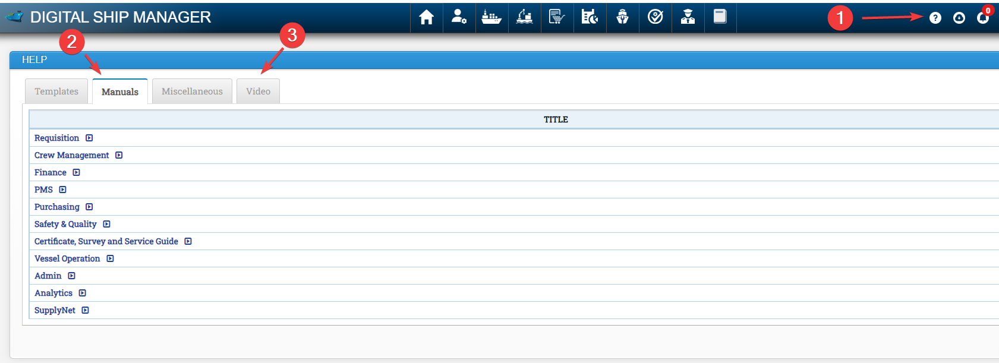 DIGITAL SHIP MANAGER
1
?
0
2
3
HELP
Templates Manuals Miscellaneous Video
TITLE
Requisition
Crew Management
Finance
PMS
Purchasing
Safety & Quality
Certificate, Survey and Service Guide
Vessel Operation
Admin
Analytics
SupplyNet